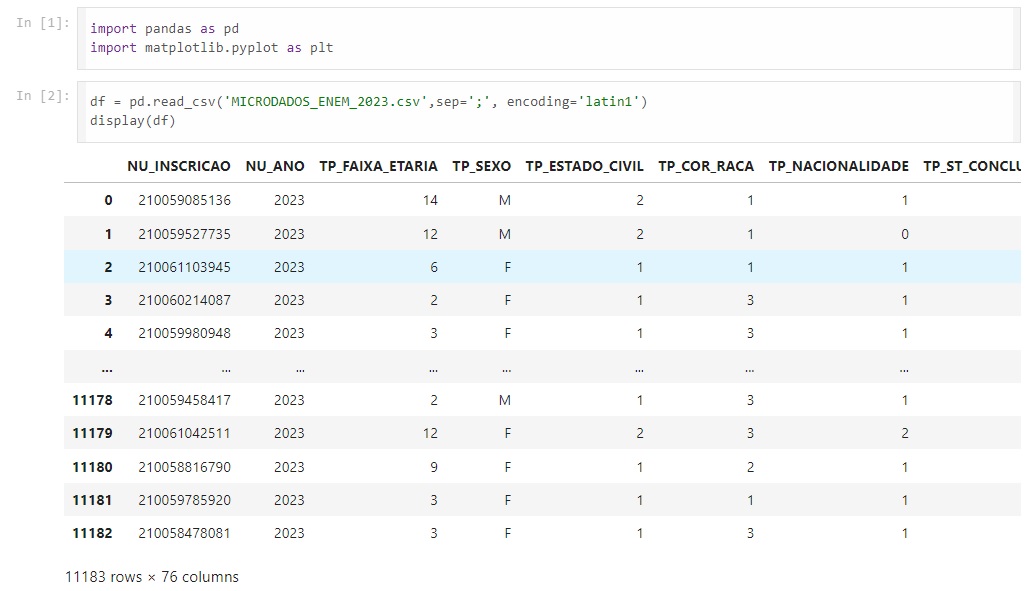 In [1]: import pandas as pd
import matplotlib.pyplot as plt
In [2]: df = pd.read_csv('MICRODADOS_ENEM_2023.csv',sep=';', encoding='latin1')
display(df)
NU_INSCRICAO NU_ANO TP_FAIXA_ETARIA TP_SEXO TP_ESTADO_CIVIL TP_COR_RACA TP_NACIONALIDADE TP_ST_CONCLU
0 210059085136 2023 14 M 2 1 1
1 210059527735 2023 12 M 2 1 0
2 210061103945 2023 6 F 1 1 1
3 210060214087 2023 2 F 1 3 1
4 210059980948 2023 3 F 1 3 1
... ... ... ... ... ... ... ...
11178 210059458417 2023 2 M 1 3 1
11179 210061042511 2023 12 F 2 3 2
11180 210058816790 2023 9 F 1 2 1
11181 210059785920 2023 3 F 1 1 1
11182 210058478081 2023 3 F 1 3 1
11183 rows × 76 columns